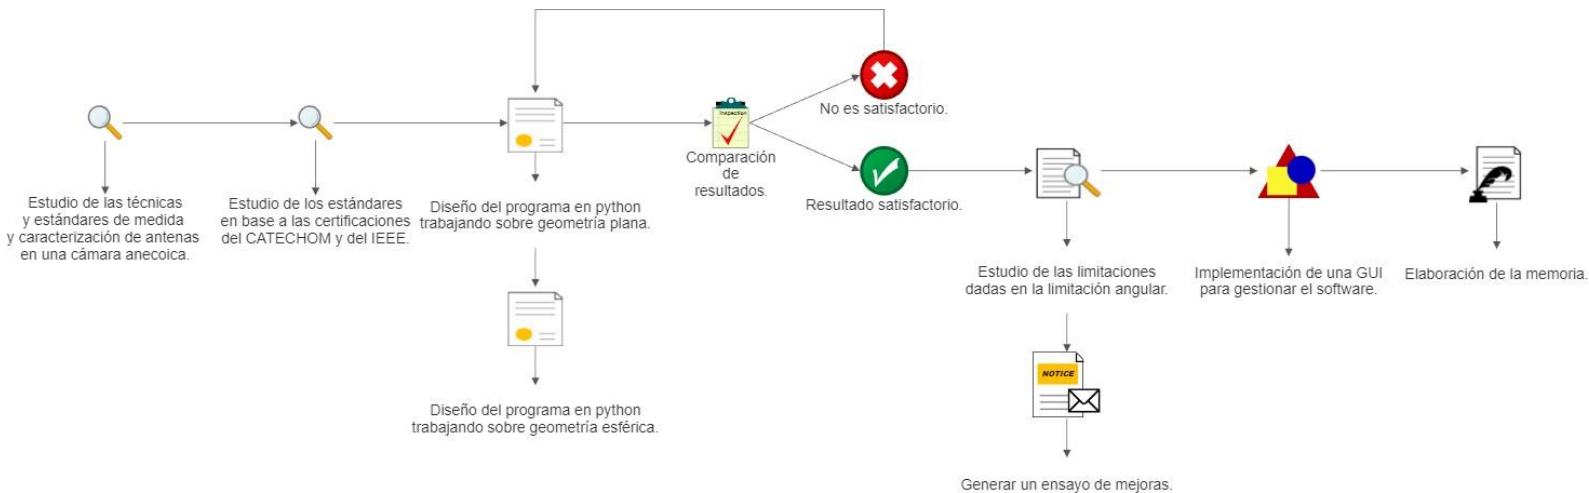 Estudio de las técnicas
y estándares de medida
y caracterización de antenas
en una cámara anecoica.
Estudio de los estándares
en base a las certificaciones
del CATECHOM y del IEEE.
Diseño del programa en python
trabajando sobre geometría plana.
Diseño del programa en python
trabajando sobre geometría esférica.
Inspection
Comparación
de
resultados.
No es satisfactorio.
Resultado satisfactorio.
Estudio de las limitaciones
dadas en la limitación angular.
NOTICE
Generar un ensayo de mejoras.
Implementación de una GUI
para gestionar el software.
Elaboración de la memoria.